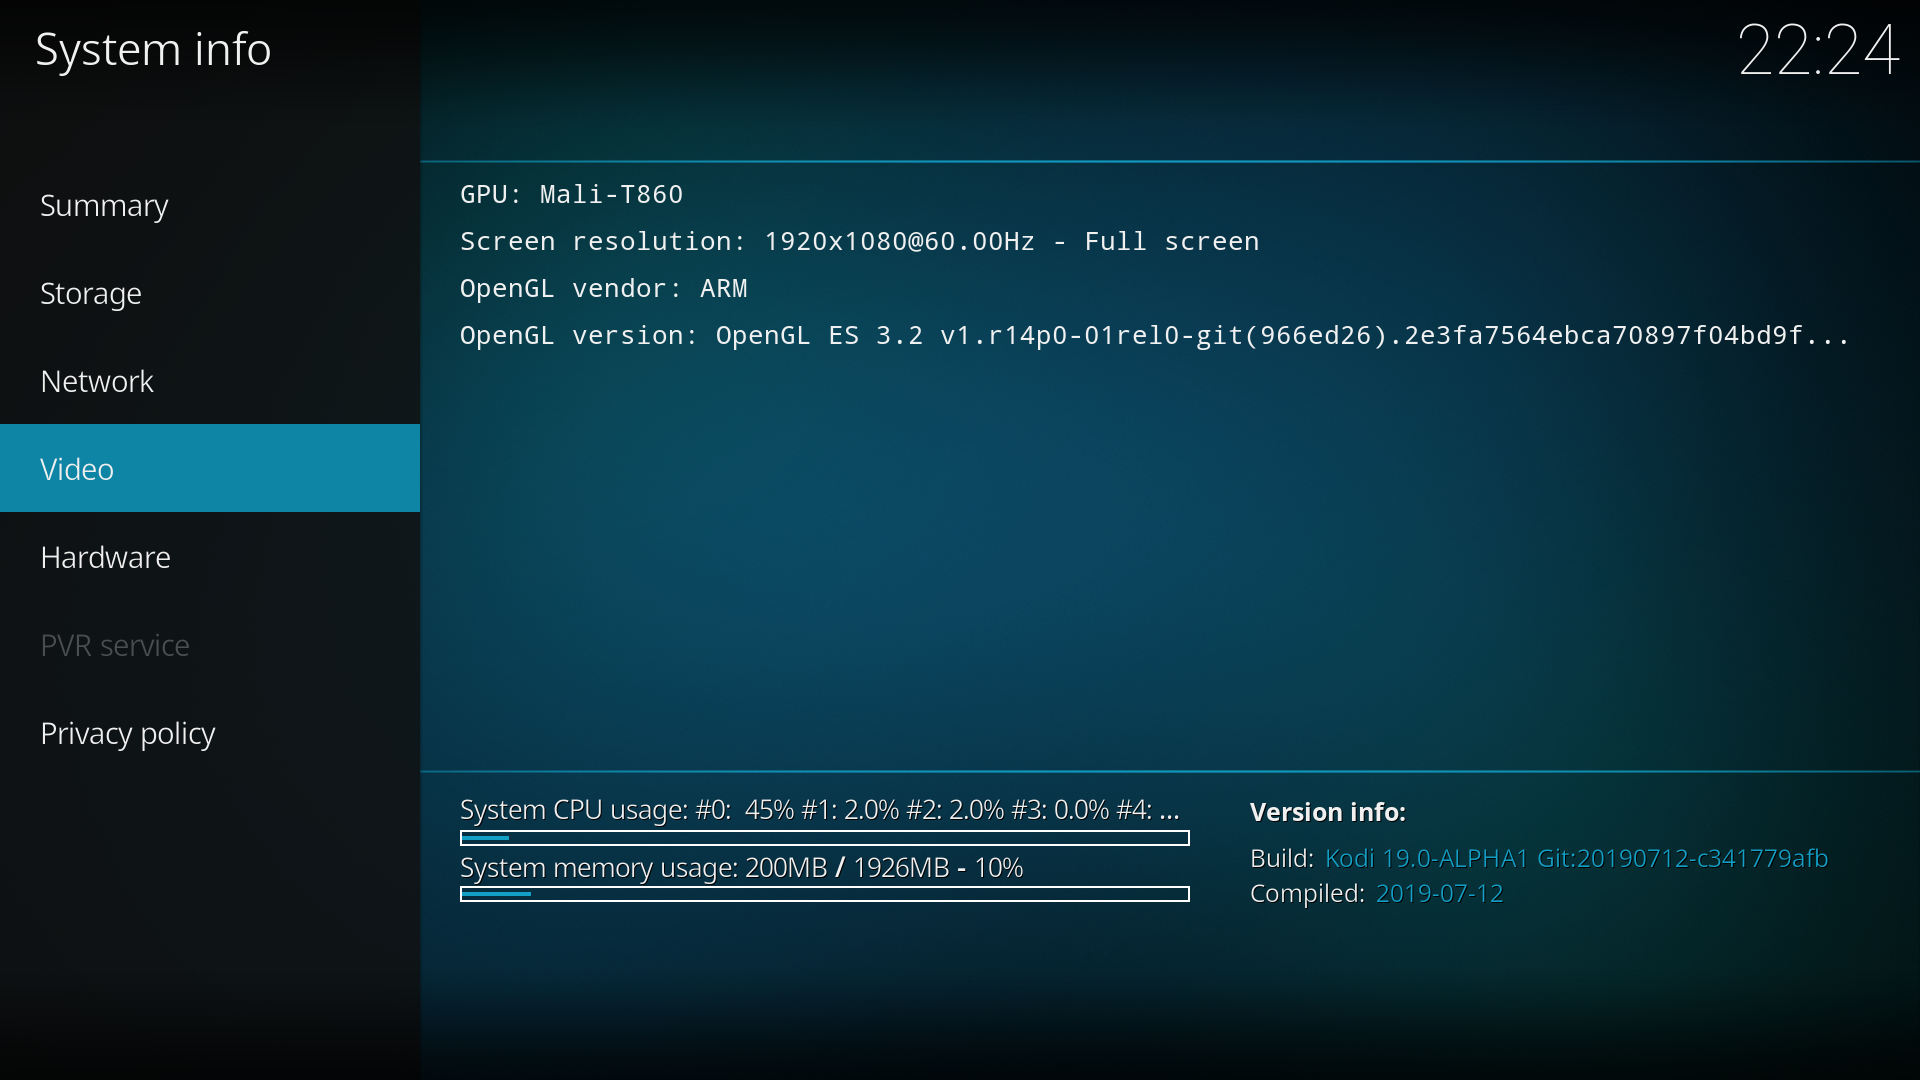 System info
22:24
Summary
Storage
Network
Video
Hardware
PVR service
Privacy policy
GPU: Mali-T860
Screen resolution: 1920x1080@60.00Hz - Full screen
OpenGL vendor: ARM
OpenGL version: OpenGL ES 3.2 v1.r14p0-01rel0-git(966ed26).2e3fa7564ebca70897f04bd9f...
System CPU usage: #0:  45% #1: 2.0% #2: 2.0% #3: 0.0% #4: ...
System memory usage: 200MB / 1926MB - 10%
Version info:
Build: Kodi 19.0-ALPHA1 Git:20190712-c341779afb
Compiled: 2019-07-12